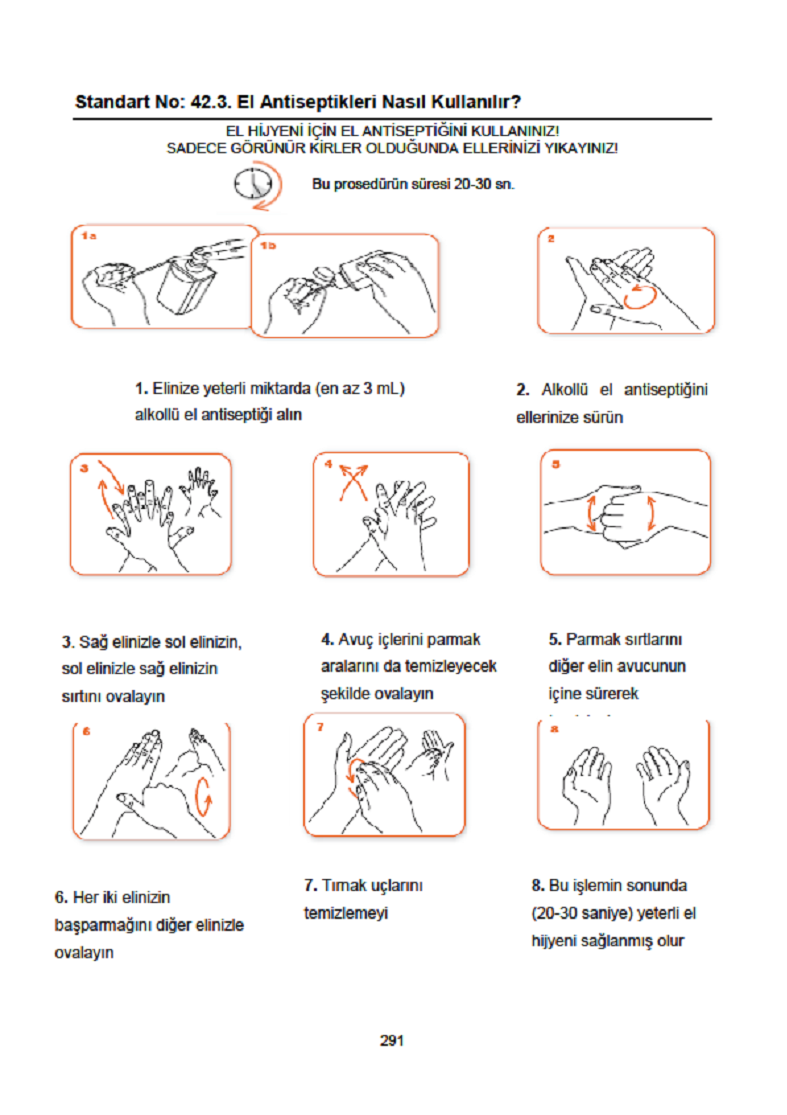 Standart No: 42.3. El Antiseptikleri Nasıl Kullanılır?
EL HİJYENİ İÇİN EL ANTİSEPTİĞİNİ KULLANINIZ!
SADECE GÖRÜNÜR KİRLER OLDUĞUNDA ELLERİNİZİ YIKAYINIZ!
Bu prosedürün süresi 20-30 sn.
1a
1b
2
1. Elinize yeterli miktarda (en az 3 mL)
alkollü el antiseptiği alın
2. Alkollü el antiseptiğini
ellerinize sürün
3
4
5
3. Sağ elinizle sol elinizin,
sol elinizle sağ elinizin
sırtını ovalayın
4. Avuç içlerini parmak
aralarını da temizleyecek
şekilde ovalayın
5. Parmak sırtlarını
diğer elin avucunun
içine sürerek
6
7
8
6. Her iki elinizin
başparmağını diğer elinizle
ovalayın
7. Tırnak uçlarını
temizlemeyi
8. Bu işlemin sonunda
(20-30 saniye) yeterli el
hijyeni sağlanmış olur
291